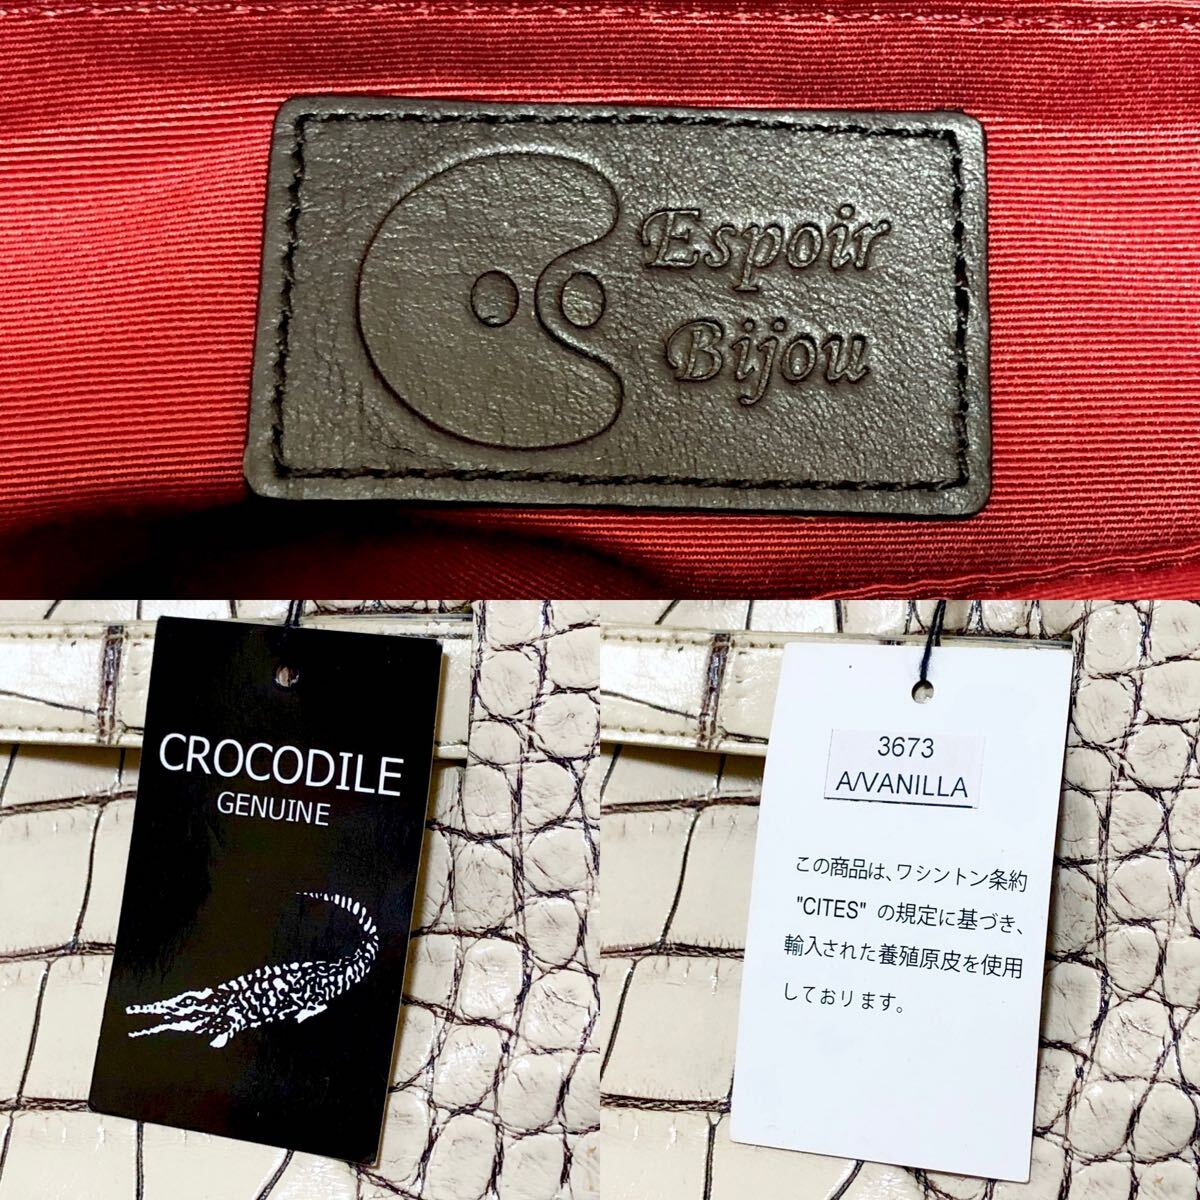 Espoir
Bijou
CROCODILE
GENUINE
3673
A/VANILLA
この商品は、ワシントン条約
"CITES" の規定に基づき、
輸入された養殖原皮を使用
しております。